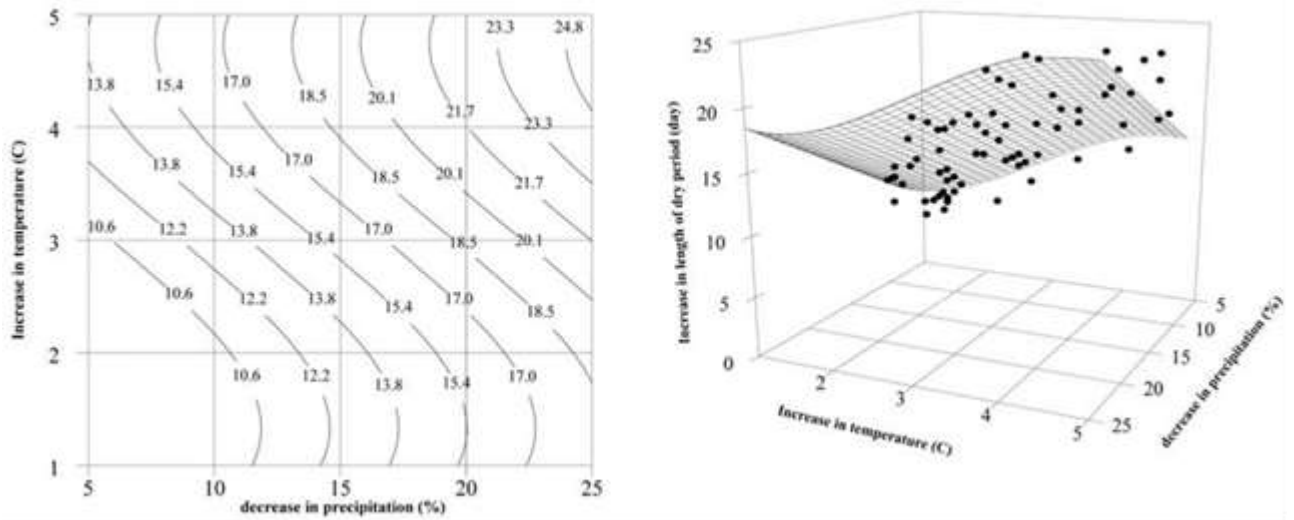 5
23.3 24.8
13.8 15.4 17.0 18.5 20.1 21.7 23.3
4
13.8 15.4 17.0 18.5 20.1 21.7
3
10.6 12.2 13.8 15.4 17.0 18.5 20.1
10.6 12.2 13.8 15.4 17.0 18.5
2
10.6 12.2 13.8 15.4 17.0
1
5 10 15 20 25
Increase in temperature (C)
decrease in precipitation (%)
25
20
15
10
5
0
Increase in length of dry period (day)
2
3
4
5
Increase in temperature (C)
5
10
15
20
25
decrease in precipitation (%)